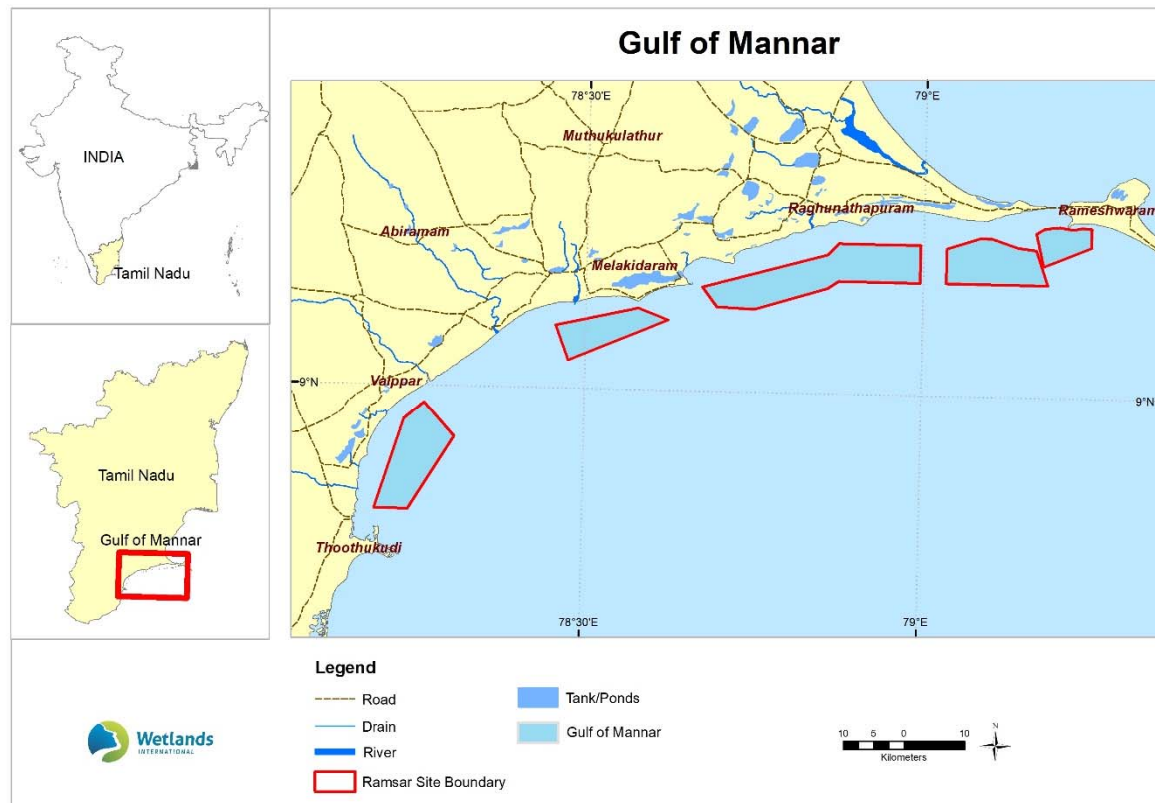 Gulf of Mannar
INDIA
Tamil Nadu
Tamil Nadu
Gulf of Mannar
78°30'E
79°E
Muthukulathur
Raghunathapuram
Rameshwaram
Abiramam
Melakidaram
9°N
Vaippar
9°N
Thoothukudi
78°30'E
79°E
Legend
Road
Drain
River
Ramsar Site Boundary
Tank/Ponds
Gulf of Mannar
Wetlands
INTERNATIONAL
10 5 0 10
Kilometers
N